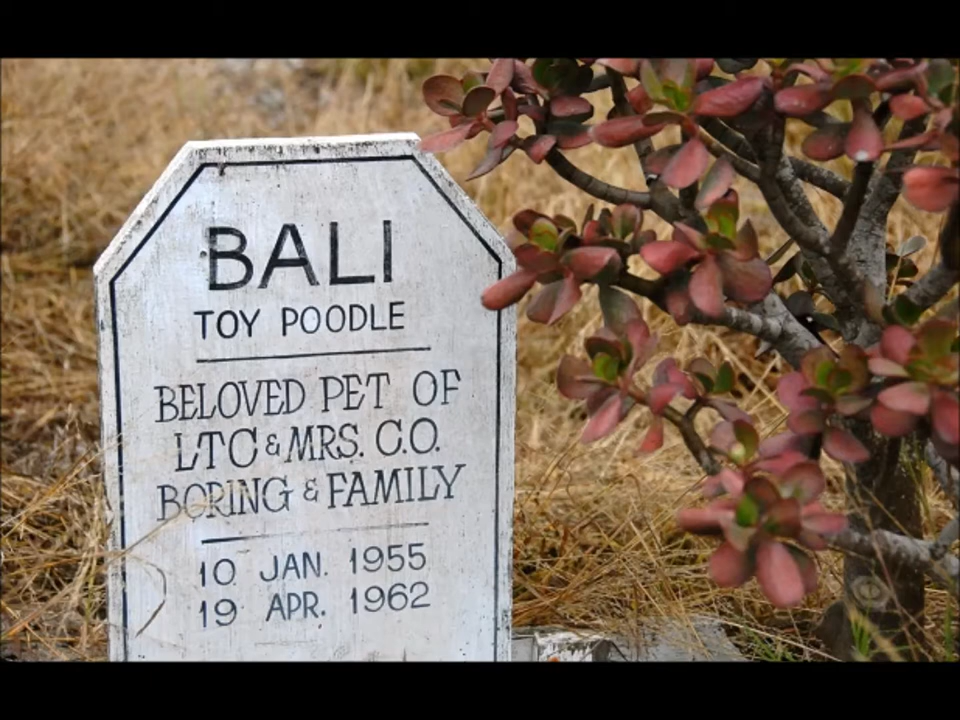 BALI
TOY POODLE
BELOVED PET OF
LTC & MRS. C.O.
BORING & FAMILY
10 JAN. 1955
19 APR. 1962